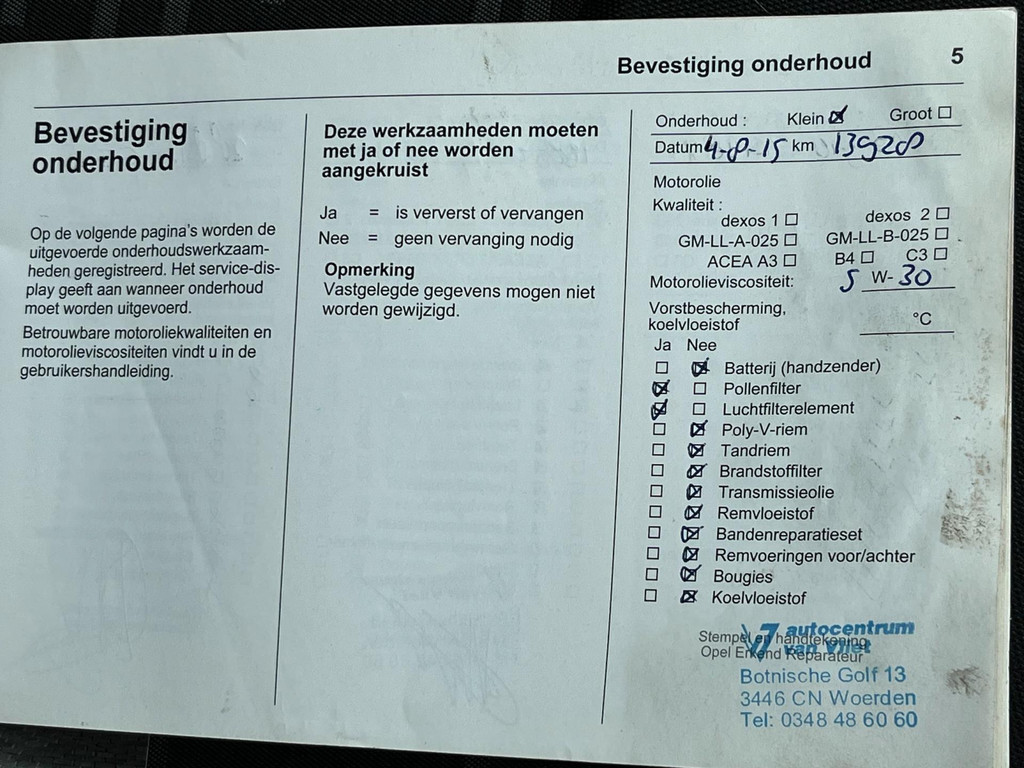 Bevestiging onderhoud 5
Bevestiging
onderhoud
Op de volgende pagina's worden de
uitgevoerde onderhoudswerkzaam-
heden geregistreerd. Het service-dis-
play geeft aan wanneer onderhoud
moet worden uitgevoerd.
Betrouwbare motoroliekwaliteiten en
motorolieviscositeiten vindt u in de
gebruikershandleiding.
Deze werkzaamheden moeten
met ja of nee worden
aangekruist
Ja = is ververst of vervangen
Nee = geen vervanging nodig
Opmerking
Vastgelegde gegevens mogen niet
worden gewijzigd.
Onderhoud : Klein ☒ Groot ☐
Datum 4-8-15 km 13928
Motorolie
Kwaliteit :
dexos 1 ☐ dexos 2 ☐
GM-LL-A-025 ☐ GM-LL-B-025 ☐
ACEA A3 ☐ B4 ☐ C3 ☐
Motorolieviscositeit: 5 W- 30
Vorstbescherming,
koelvloeistof °C
Ja Nee
☐ ☒ Batterij (handzender)
☒ ☐ Pollenfilter
☒ ☐ Luchtfilterelement
☐ ☒ Poly-V-riem
☐ ☒ Tandriem
☐ ☒ Brandstoffilter
☐ ☒ Transmissieolie
☐ ☒ Remvloeistof
☐ ☒ Bandenreparatieset
☐ ☒ Remvoeringen voor/achter
☐ ☒ Bougies
☐ ☒ Koelvloeistof
Stempel en handtekening
Opel Erkend Reparateur
autocentrum
van Vliet
Botnische Golf 13
3446 CN Woerden
Tel: 0348 48 60 60